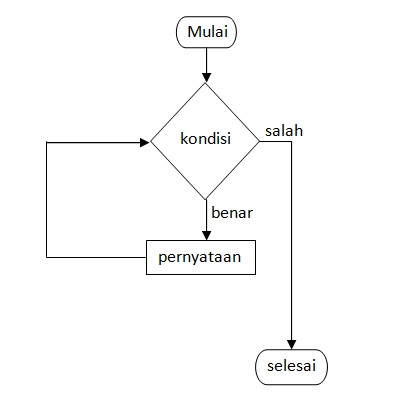 Mulai
kondisi
salah
benar
pernyataan
selesai